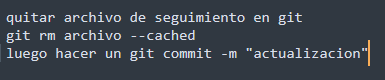 quitar archivo de seguimiento en git
git rm archivo --cached
luego hacer un git commit -m "actualizacion"